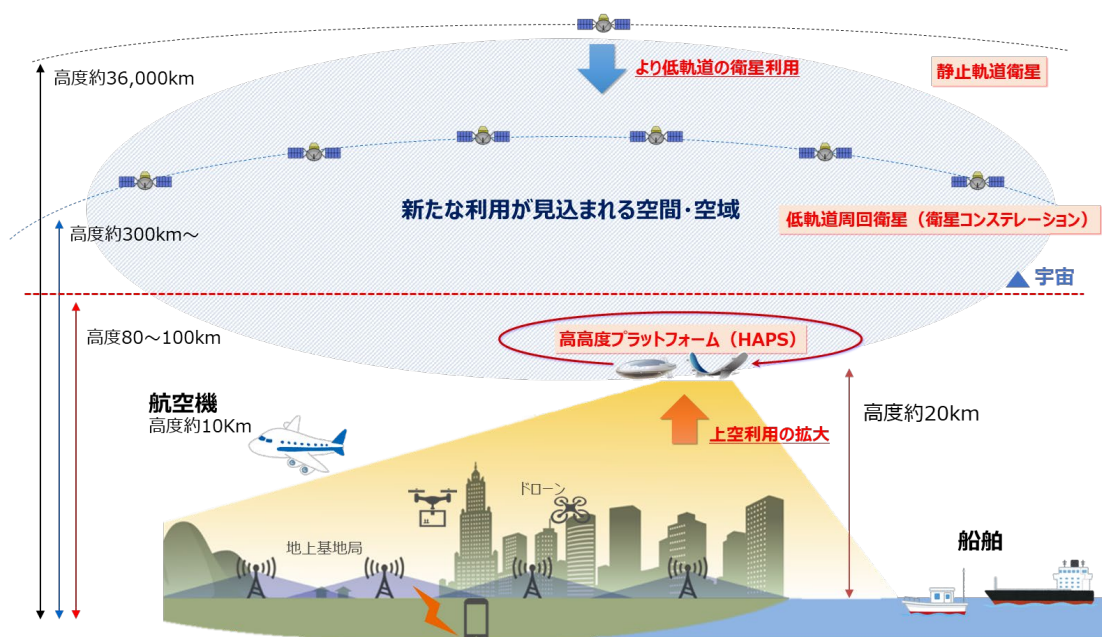 高度約36,000km
より低軌道の衛星利用
静止軌道衛星
新たな利用が見込まれる空間・空域
低軌道周回衛星（衛星コンステレーション）
高度約300km～
宇宙
高度80～100km
高高度プラットフォーム（HAPS）
航空機
高度約10Km
高度約20km
上空利用の拡大
ドローン
地上基地局
船舶